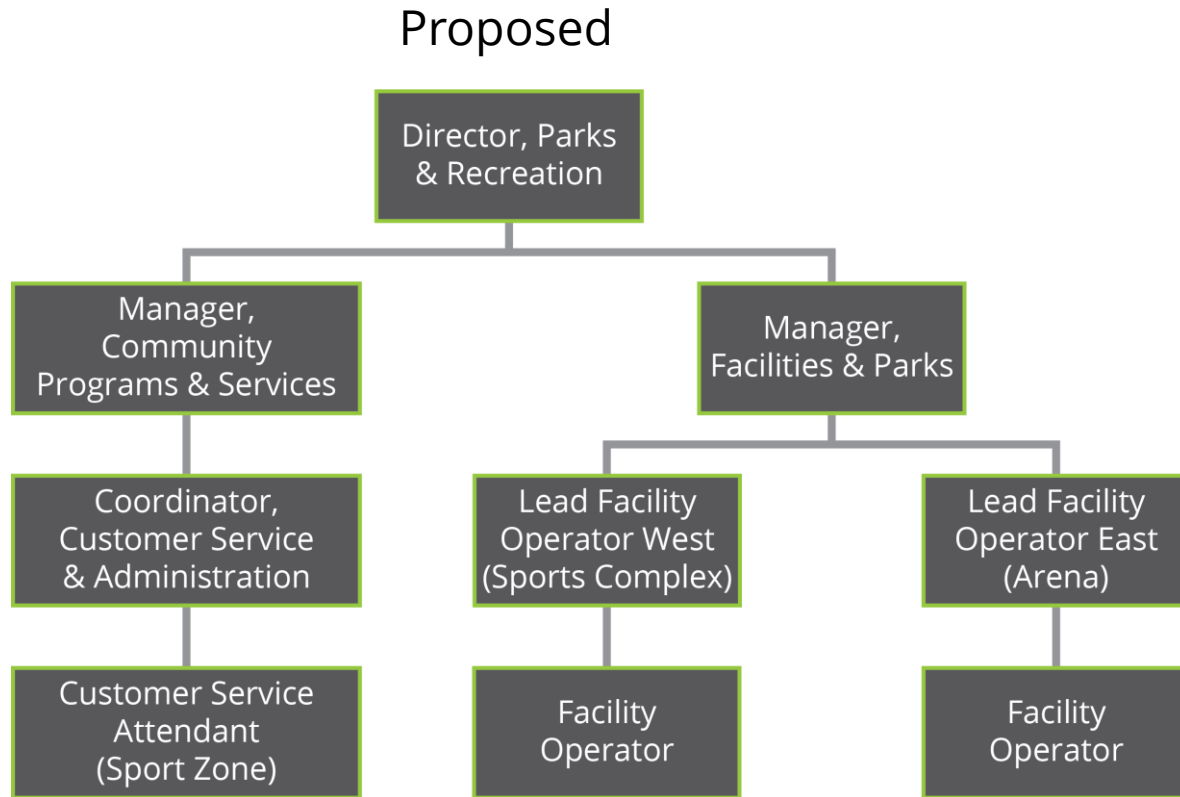 Proposed
Director, Parks
& Recreation
Manager,
Community
Programs & Services
Manager,
Facilities & Parks
Coordinator,
Customer Service
& Administration
Lead Facility
Operator West
(Sports Complex)
Lead Facility
Operator East
(Arena)
Customer Service
Attendant
(Sport Zone)
Facility
Operator
Facility
Operator